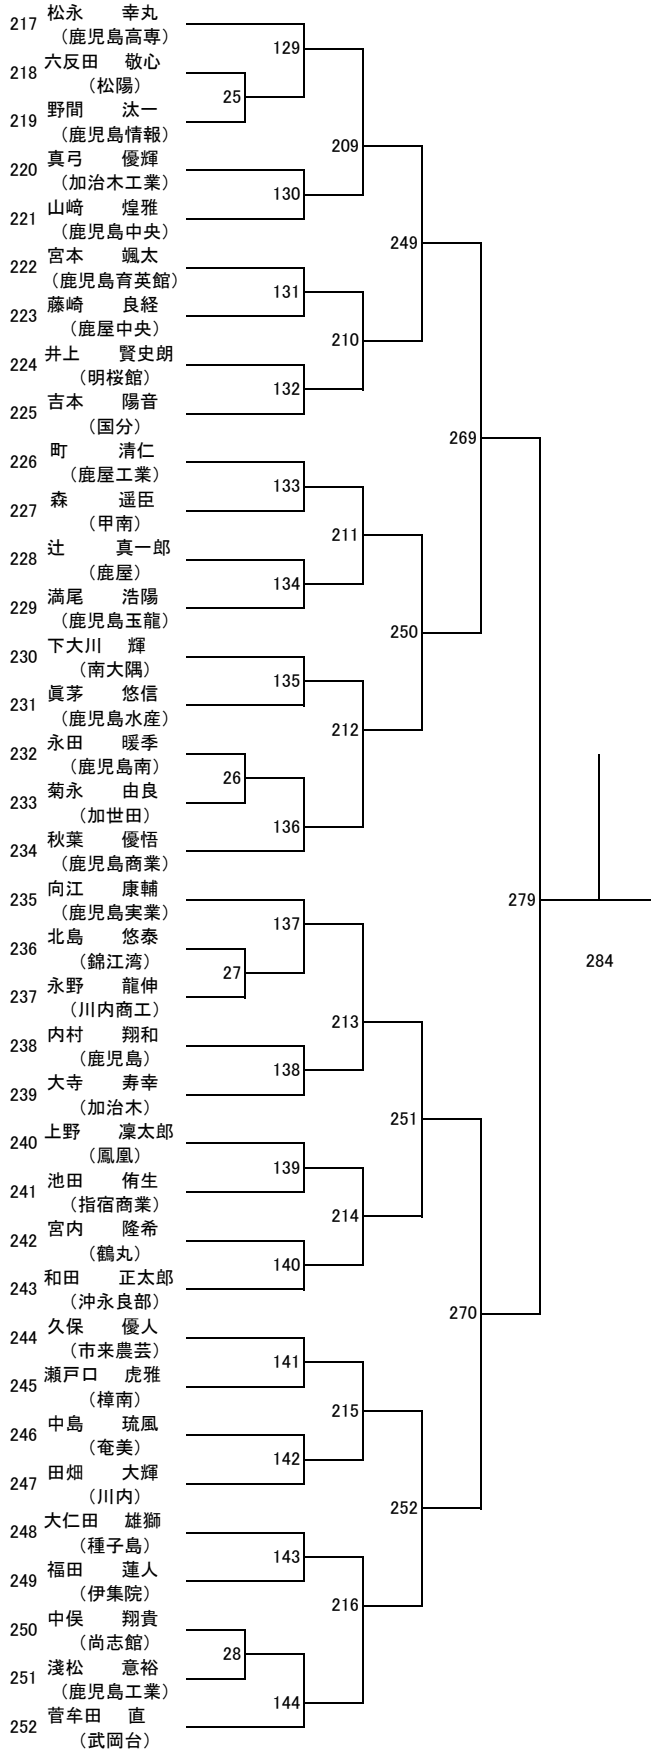 217 松永 幸丸
(鹿児島高専)
129
218 六反田 敬心
(松陽)
25
219 野間 汰一
(鹿児島情報)
209
220 真弓 優輝
(加治木工業)
130
221 山﨑 煌雅
(鹿児島中央)
249
222 宮本 颯太
(鹿児島育英館)
131
223 藤崎 良経
(鹿屋中央)
210
224 井上 賢史朗
(明桜館)
132
225 吉本 陽音
(国分)
269
226 町 清仁
(鹿屋工業)
133
227 森 遥臣
(甲南)
211
228 辻 真一郎
(鹿屋)
134
229 満尾 浩陽
(鹿児島玉龍)
250
230 下大川 輝
(南大隅)
135
231 眞茅 悠信
(鹿児島水産)
212
232 永田 暖季
(鹿児島南)
26
233 菊永 由良
(加世田)
136
234 秋葉 優悟
(鹿児島商業)
279
235 向江 康輔
(鹿児島実業)
137
236 北島 悠泰
(錦江湾)
27
284
237 永野 龍伸
(川内商工)
213
238 内村 翔和
(鹿児島)
138
239 大寺 寿幸
(加治木)
251
240 上野 凜太郎
(鳳凰)
139
241 池田 侑生
(指宿商業)
214
242 宮内 隆希
(鶴丸)
140
243 和田 正太郎
(沖永良部)
270
244 久保 優人
(市来農芸)
141
245 瀬戸口 虎雅
(樟南)
215
246 中島 琉風
(奄美)
142
247 田畑 大輝
(川内)
252
248 大仁田 雄獅
(種子島)
143
249 福田 蓮人
(伊集院)
216
250 中俣 翔貴
(尚志館)
28
251 淺松 意裕
(鹿児島工業)
144
252 菅牟田 直
(武岡台)